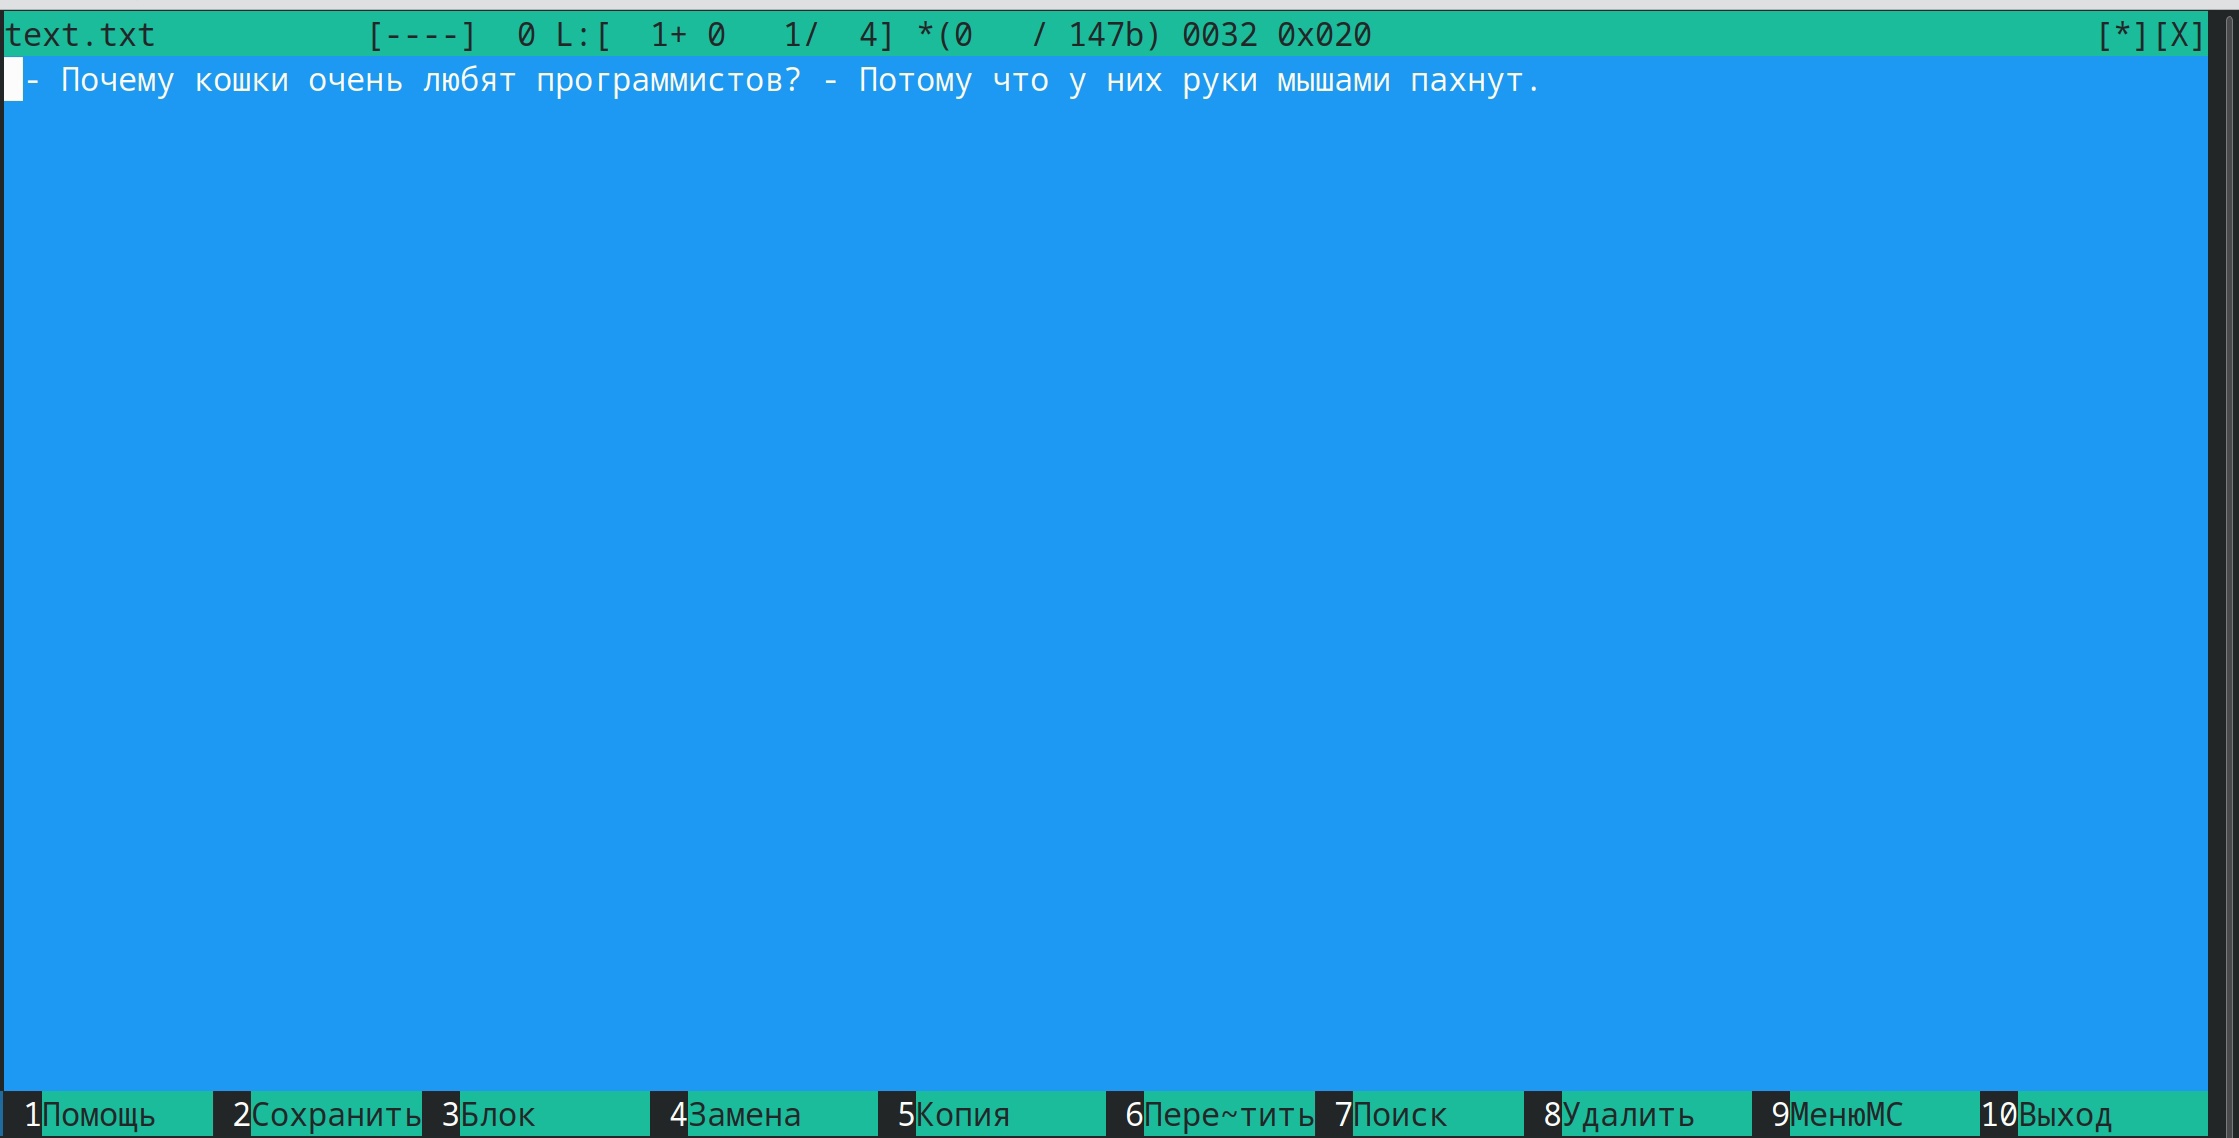 text.txt [----] 0 L:[ 1+ 0 1/ 4] *(0 / 147b) 0032 0x020 [*][X]
- Почему кошки очень любят программистов? - Потому что у них руки мышами пахнут.
1Помощь 2Сохранить 3Блок 4Замена 5Копия 6Пере~тить 7Поиск 8Удалить 9МенюМС 10Выход